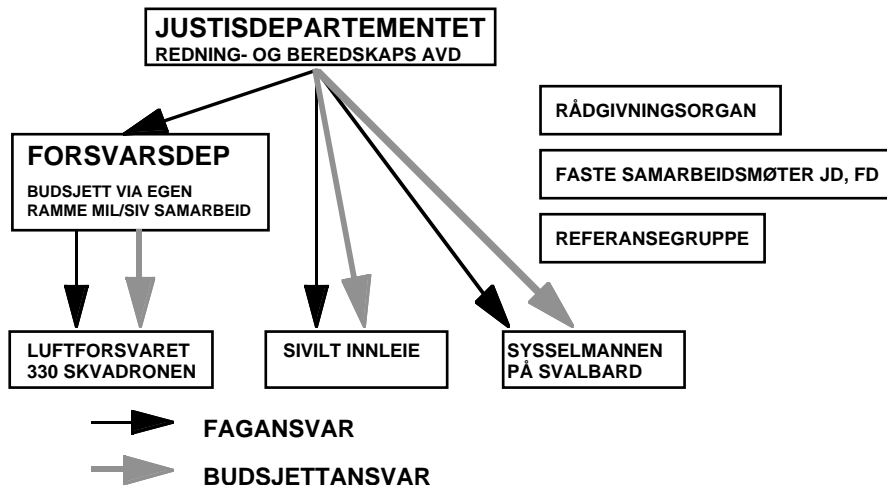 JUSTISDEPARTEMENTET
REDNING- OG BEREDSKAPS AVD
RÅDGIVNINGSORGAN
FORSVARSDEP
BUDSJETT VIA EGEN
RAMME MIL/SIV SAMARBEID
FASTE SAMARBEIDSMØTER JD, FD
REFERANSEGRUPPE
LUFTFORSVARET
330 SKVADRONEN
SIVILT INNLEIE
SYSSELMANNEN
PÅ SVALBARD
FAGANSVAR
BUDSJETTANSVAR